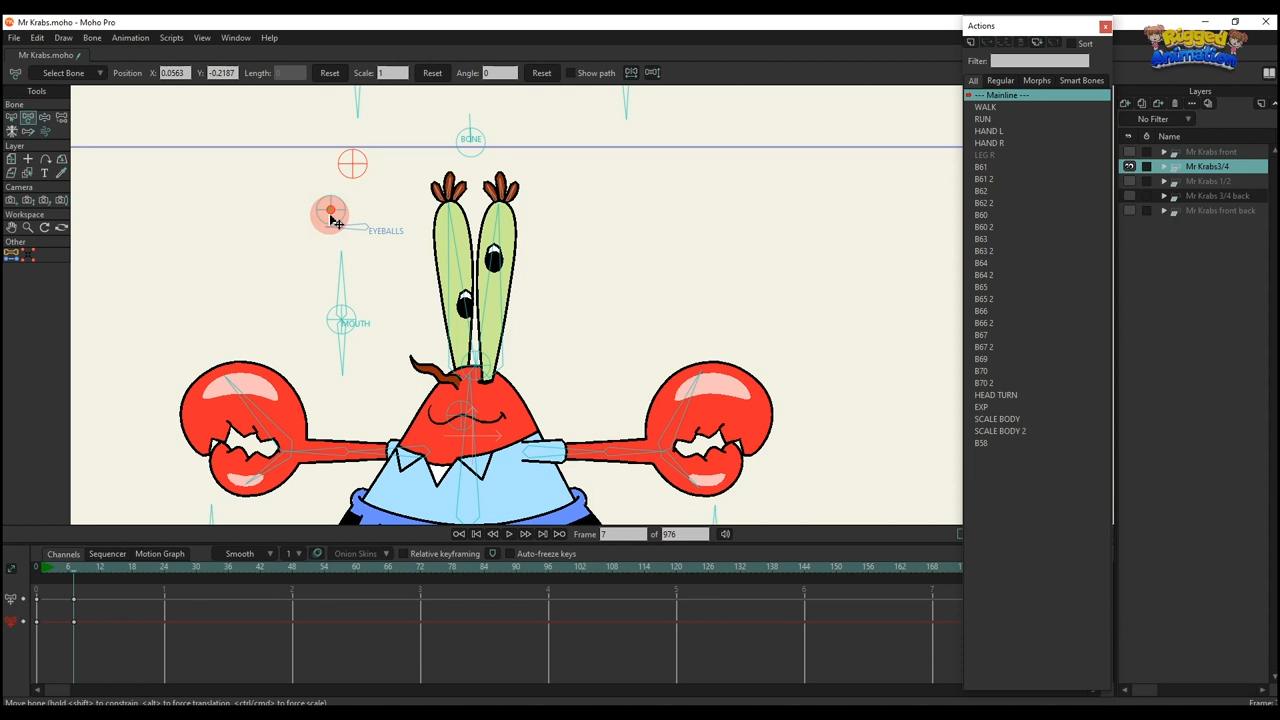 Mr Krabs.moho - Moho Pro
File Edit Draw Bone Animation Scripts View Window Help
Mr Krabs.moho
Select Bone Position X: 0.0563 Y: -0.2187 Length: 0 Reset Scale: 1 Reset Angle: 0 Reset Show path
Tools
Bone
Layer
Camera
Workspace
Other
BONE
EYEBALLS
MOUTH
Frame 7 of 976
Channels Sequencer Motion Graph Smooth 1 Onion Skins Relative keyframing Auto-freeze keys
0 6 12 18 24 30 36 42 48 54 60 66 72 78 84 90 96 102 108 114 120 126 132 138 144 150 156 162 168
0 1 2 3 4 5 6 7
Move bone (hold <shift> to constrain, <alt> to force translation, <ctrl/cmd> to force scale)
Actions
Sort
Filter:
All Regular Morphs Smart Bones
--- Mainline ---
WALK
RUN
HAND L
HAND R
LEG R
B61
B61 2
B62
B62 2
B60
B60 2
B63
B63 2
B64
B64 2
B65
B65 2
B66
B66 2
B67
B67 2
B69
B70
B70 2
HEAD TURN
EXP
SCALE BODY
SCALE BODY 2
B58
Rigged
Animation
Layers
No Filter
Name
Mr Krabs front
Mr Krabs3/4
Mr Krabs 1/2
Mr Krabs 3/4 back
Mr Krabs front back
Frame: